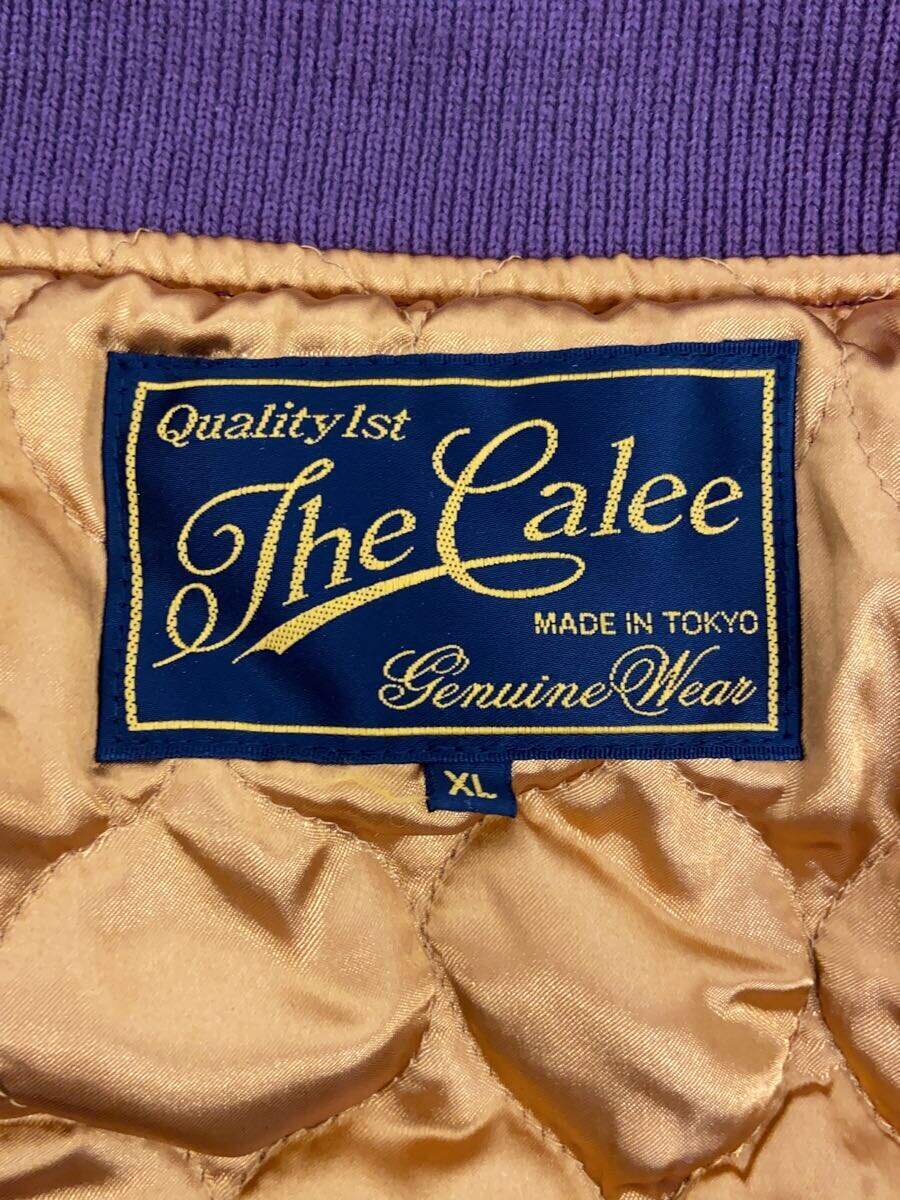 Quality 1st
The Calee
MADE IN TOKYO
Genuine Wear
XL